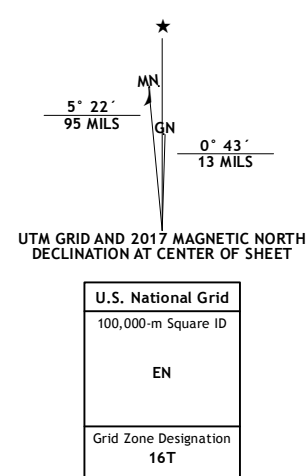 ★
MN
GN
5° 22´
95 MILS
0° 43´
13 MILS
UTM GRID AND 2017 MAGNETIC NORTH
DECLINATION AT CENTER OF SHEET
U.S. National Grid
100,000-m Square ID
EN
Grid Zone Designation
16T